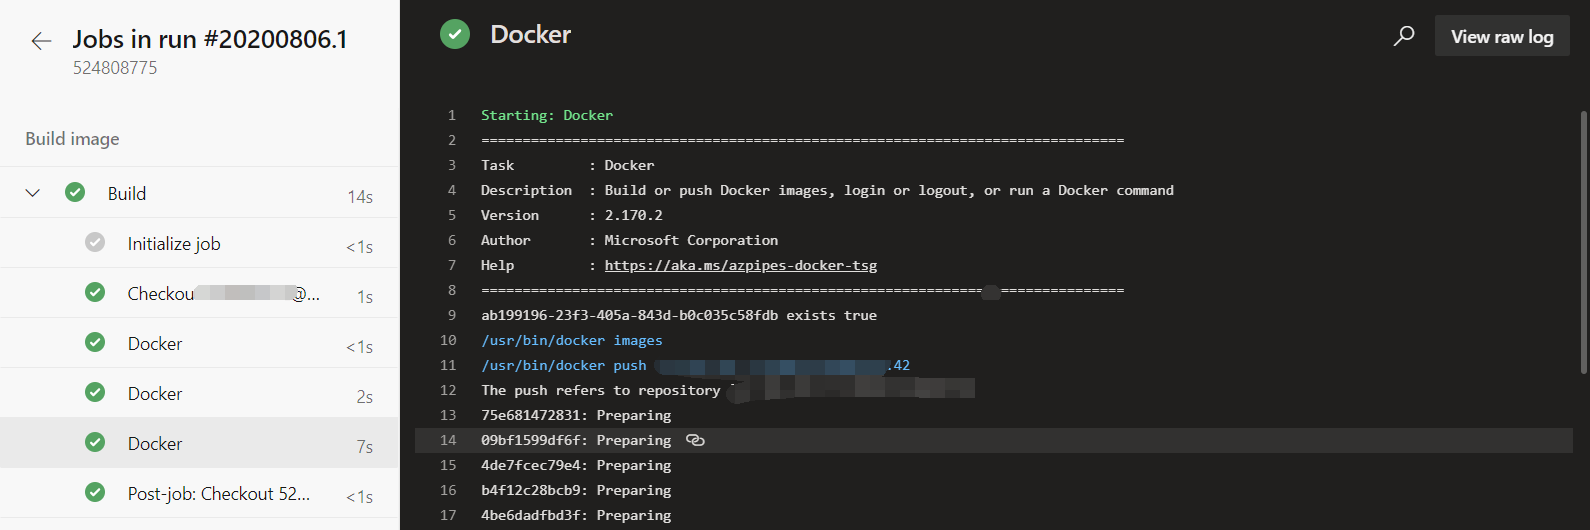 Jobs in run #20200806.1
524808775
Build image
Build 14s
Initialize job <1s
Checkou @... 1s
Docker <1s
Docker 2s
Docker 7s
Post-job: Checkout 52... <1s
Docker
View raw log
1 Starting: Docker
2 ==============================================================================
3 Task : Docker
4 Description : Build or push Docker images, login or logout, or run a Docker command
5 Version : 2.170.2
6 Author : Microsoft Corporation
7 Help : https://aka.ms/azpipes-docker-tsg
8 ==============================================================================
9 ab199196-23f3-405a-843d-b0c035c58fdb exists true
10 /usr/bin/docker images
11 /usr/bin/docker push .42
12 The push refers to repository
13 75e681472831: Preparing
14 09bf1599df6f: Preparing
15 4de7fcec79e4: Preparing
16 b4f12c28bcb9: Preparing
17 4be6dadfbd3f: Preparing